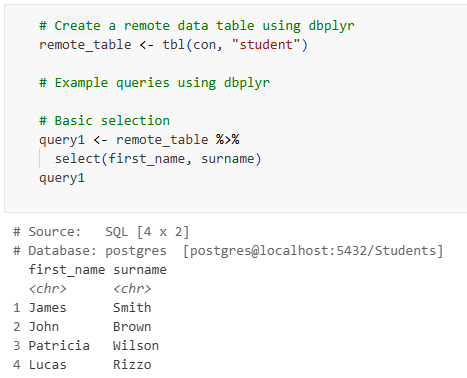 # Create a remote data table using dbplyr
remote_table <- tbl(con, "student")
# Example queries using dbplyr
# Basic selection
query1 <- remote_table %>%
  select(first_name, surname)
query1
# Source:   SQL [4 x 2]
# Database: postgres  [postgres@localhost:5432/Students]
  first_name surname
  <chr>      <chr>
1 James      Smith
2 John       Brown
3 Patricia   Wilson
4 Lucas      Rizzo